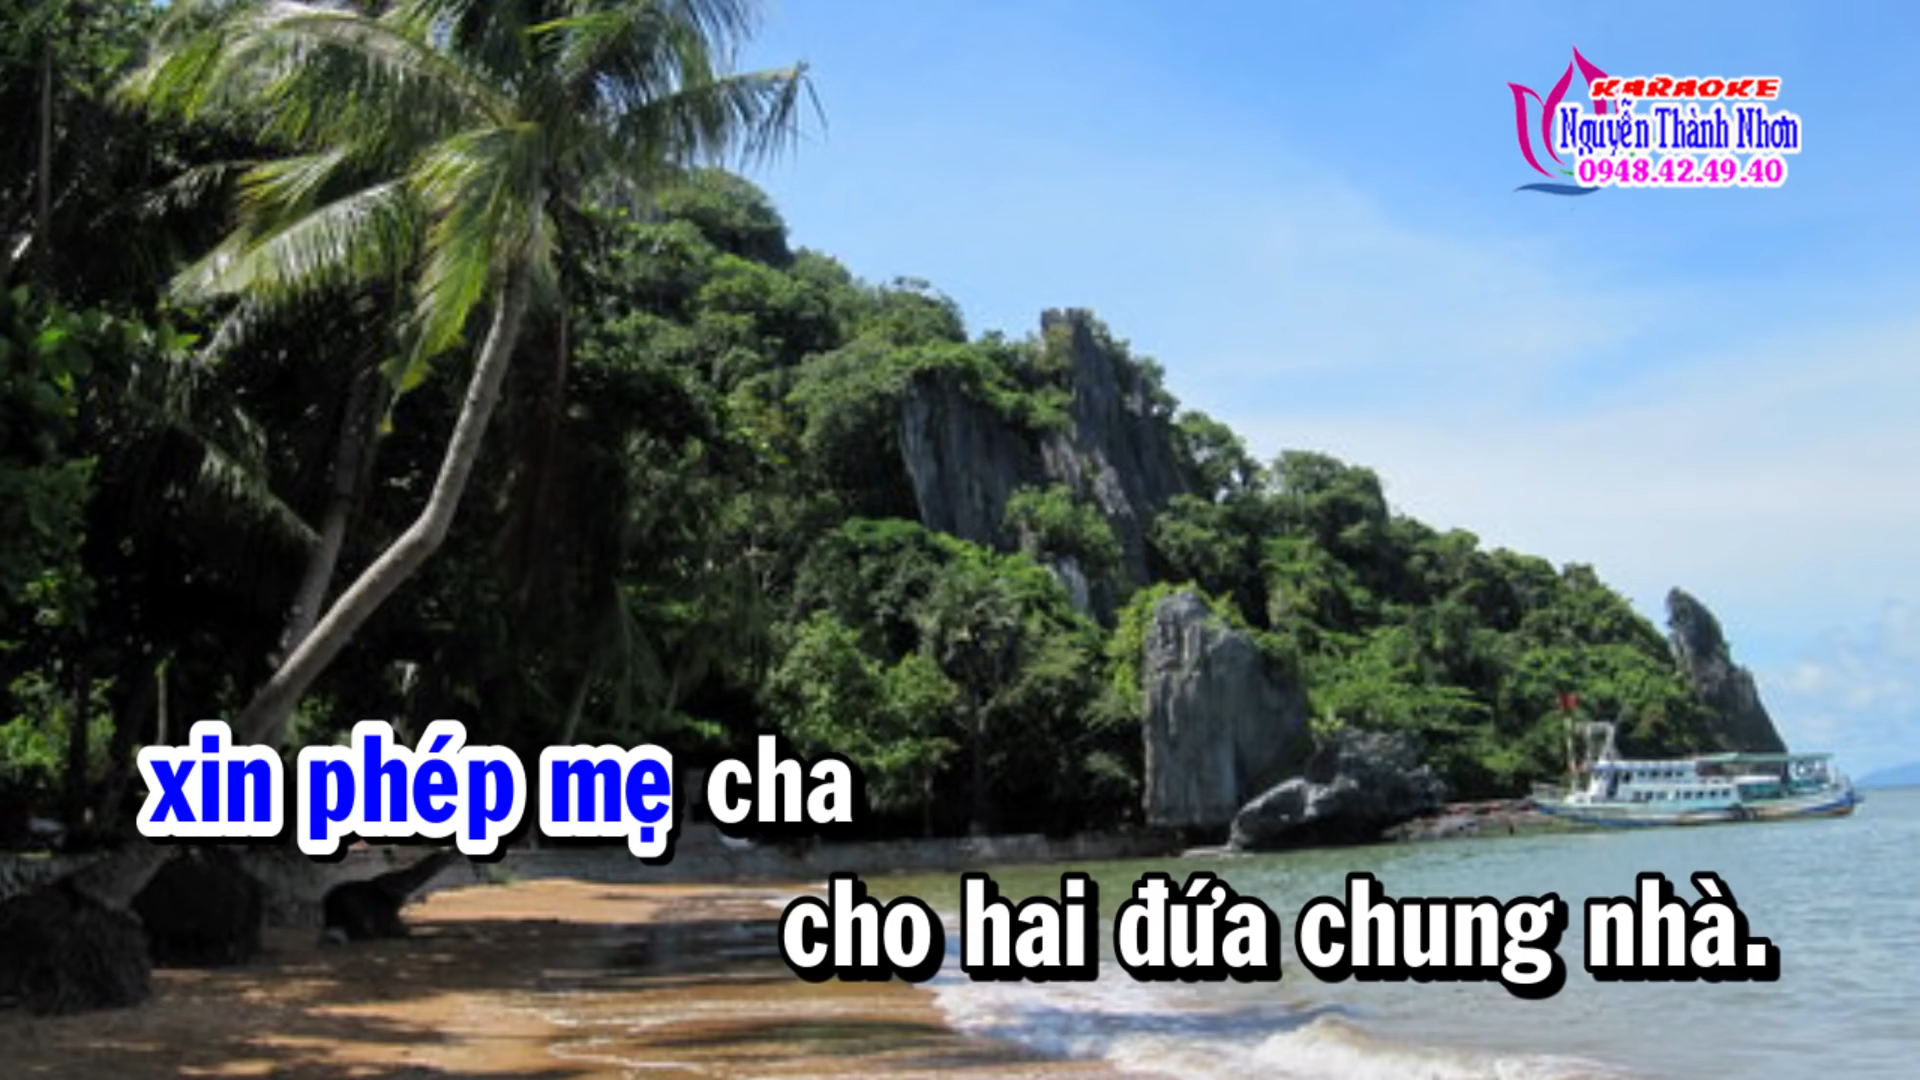 KARAOKE
Nguyễn Thành Nhơn
0948.42.49.40
xin phép mẹ cha
cho hai đứa chung nhà.